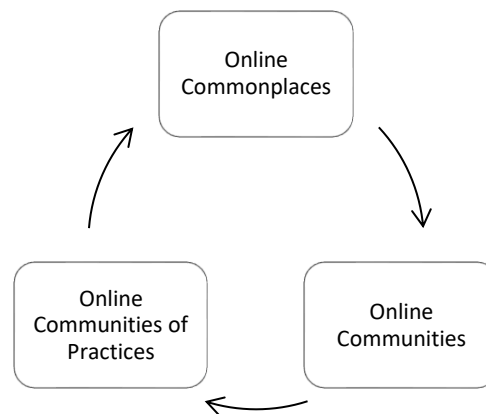 Online
Commonplaces
Online
Communities of
Practices
Online
Communities